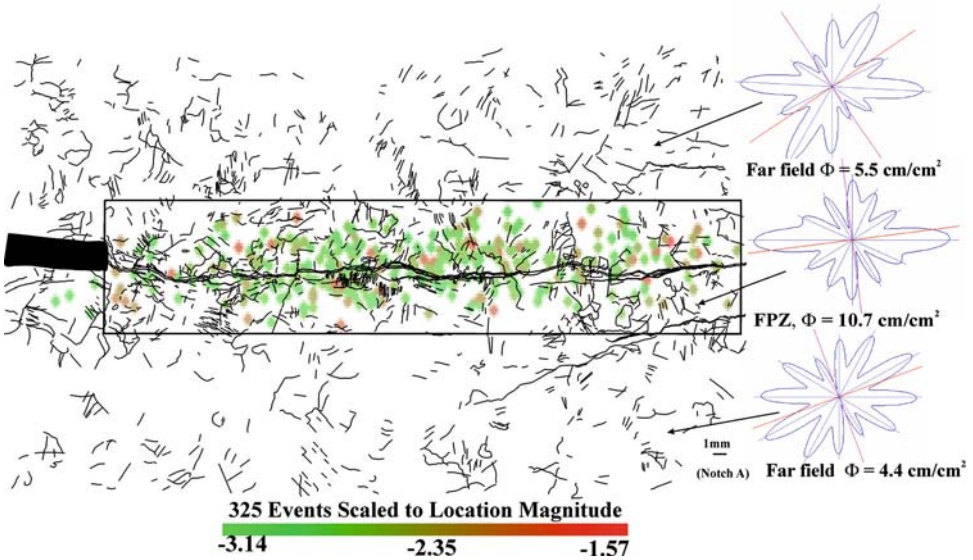 Far field Φ = 5.5 cm/cm²
FPZ, Φ = 10.7 cm/cm²
1mm
(Notch A)
Far field Φ = 4.4 cm/cm²
325 Events Scaled to Location Magnitude
-3.14 -2.35 -1.57